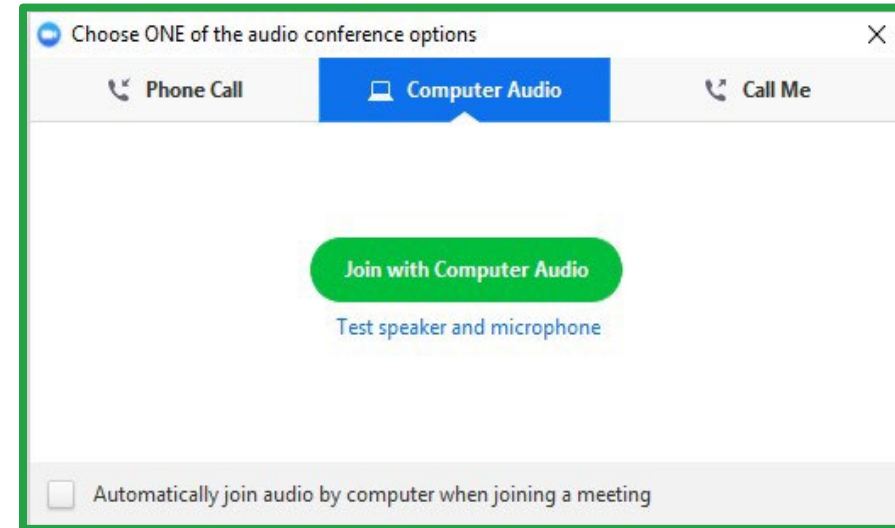 Choose ONE of the audio conference options
Phone Call
Computer Audio
Call Me
Join with Computer Audio
Test speaker and microphone
Automatically join audio by computer when joining a meeting